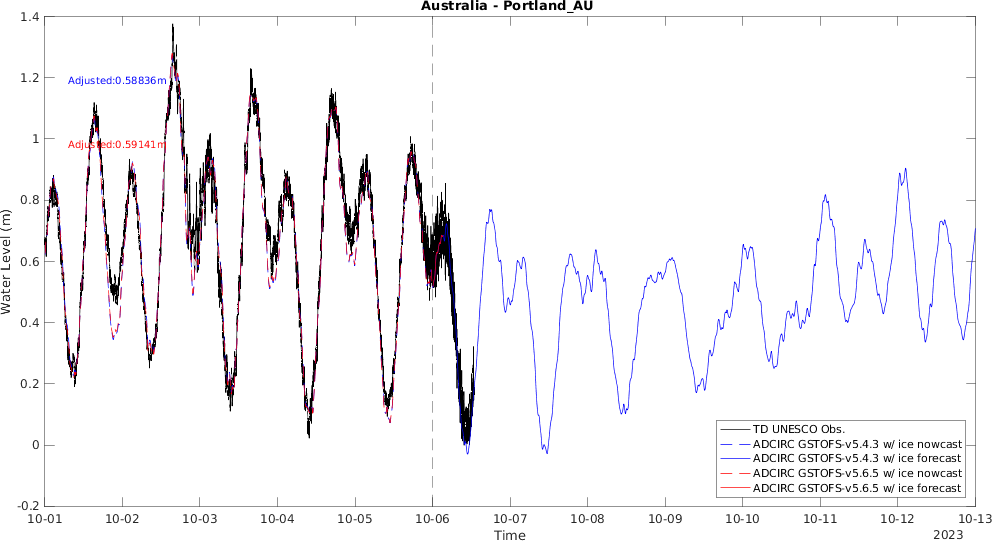 Australia - Portland_AU
1.4
1.2
1
0.8
0.6
0.4
0.2
0
-0.2
Water Level (m)
Adjusted:0.58836m
Adjusted:0.59141m
TD UNESCO Obs.
ADCIRC GSTOFS-v5.4.3 w/ ice nowcast
ADCIRC GSTOFS-v5.4.3 w/ ice forecast
ADCIRC GSTOFS-v5.6.5 w/ ice nowcast
ADCIRC GSTOFS-v5.6.5 w/ ice forecast
10-01 10-02 10-03 10-04 10-05 10-06 10-07 10-08 10-09 10-10 10-11 10-12 10-13
Time
2023